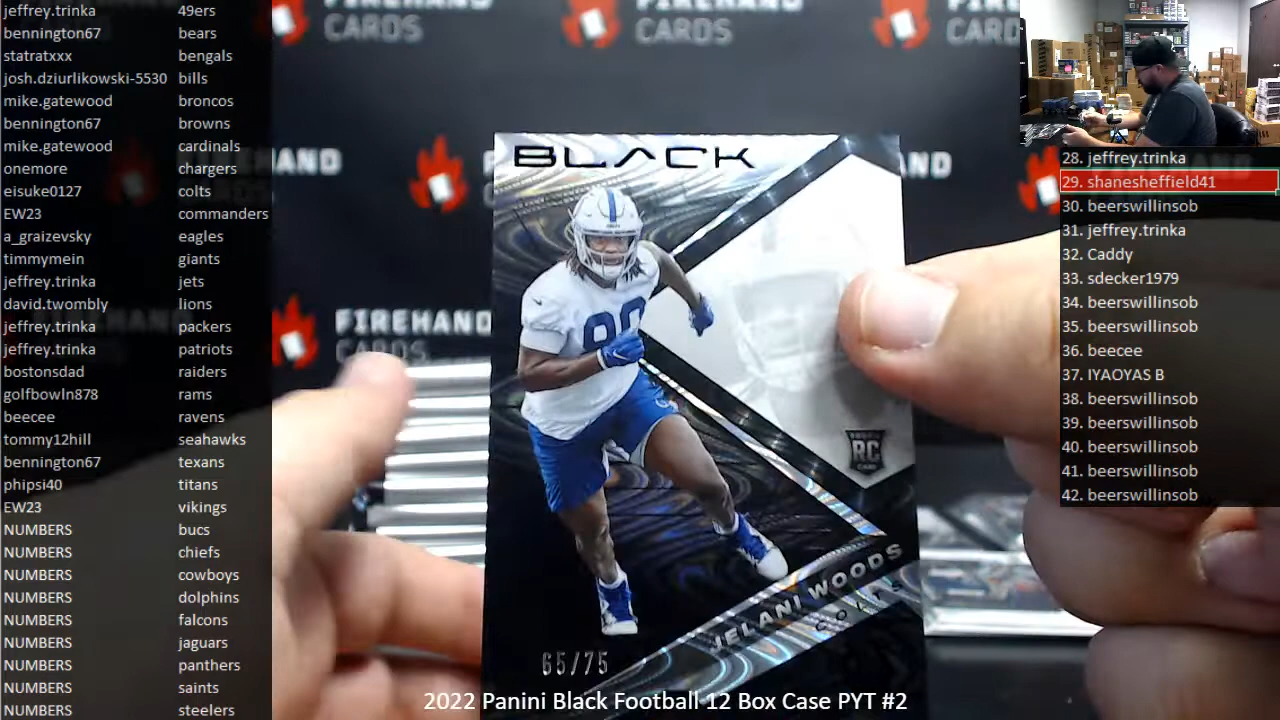 jeffrey.trinka 49ers
bennington67 bears
statratxxx bengals
josh.dziurlikowski-5530 bills
mike.gatewood broncos
bennington67 browns
mike.gatewood cardinals
onemore chargers
eisuke0127 colts
EW23 commanders
a_graizevsky eagles
timmymein giants
jeffrey.trinka jets
david.twombly lions
jeffrey.trinka packers
jeffrey.trinka patriots
bostonsdad raiders
golfbowln878 rams
beecee ravens
tommy12hill seahawks
bennington67 texans
phipsi40 titans
EW23 vikings
NUMBERS bucs
NUMBERS chiefs
NUMBERS cowboys
NUMBERS dolphins
NUMBERS falcons
NUMBERS jaguars
NUMBERS panthers
NUMBERS saints
NUMBERS steelers
CARDS
FIREHAND
CARDS
BLACK
80
RC
JELANI WOODS
COLTS
65/75
28. jeffrey.trinka
29. shanesheffield41
30. beerswillinsob
31. jeffrey.trinka
32. Caddy
33. sdecker1979
34. beerswillinsob
35. beerswillinsob
36. beecee
37. IYAOYAS B
38. beerswillinsob
39. beerswillinsob
40. beerswillinsob
41. beerswillinsob
42. beerswillinsob
2022 Panini Black Football 12 Box Case PYT #2